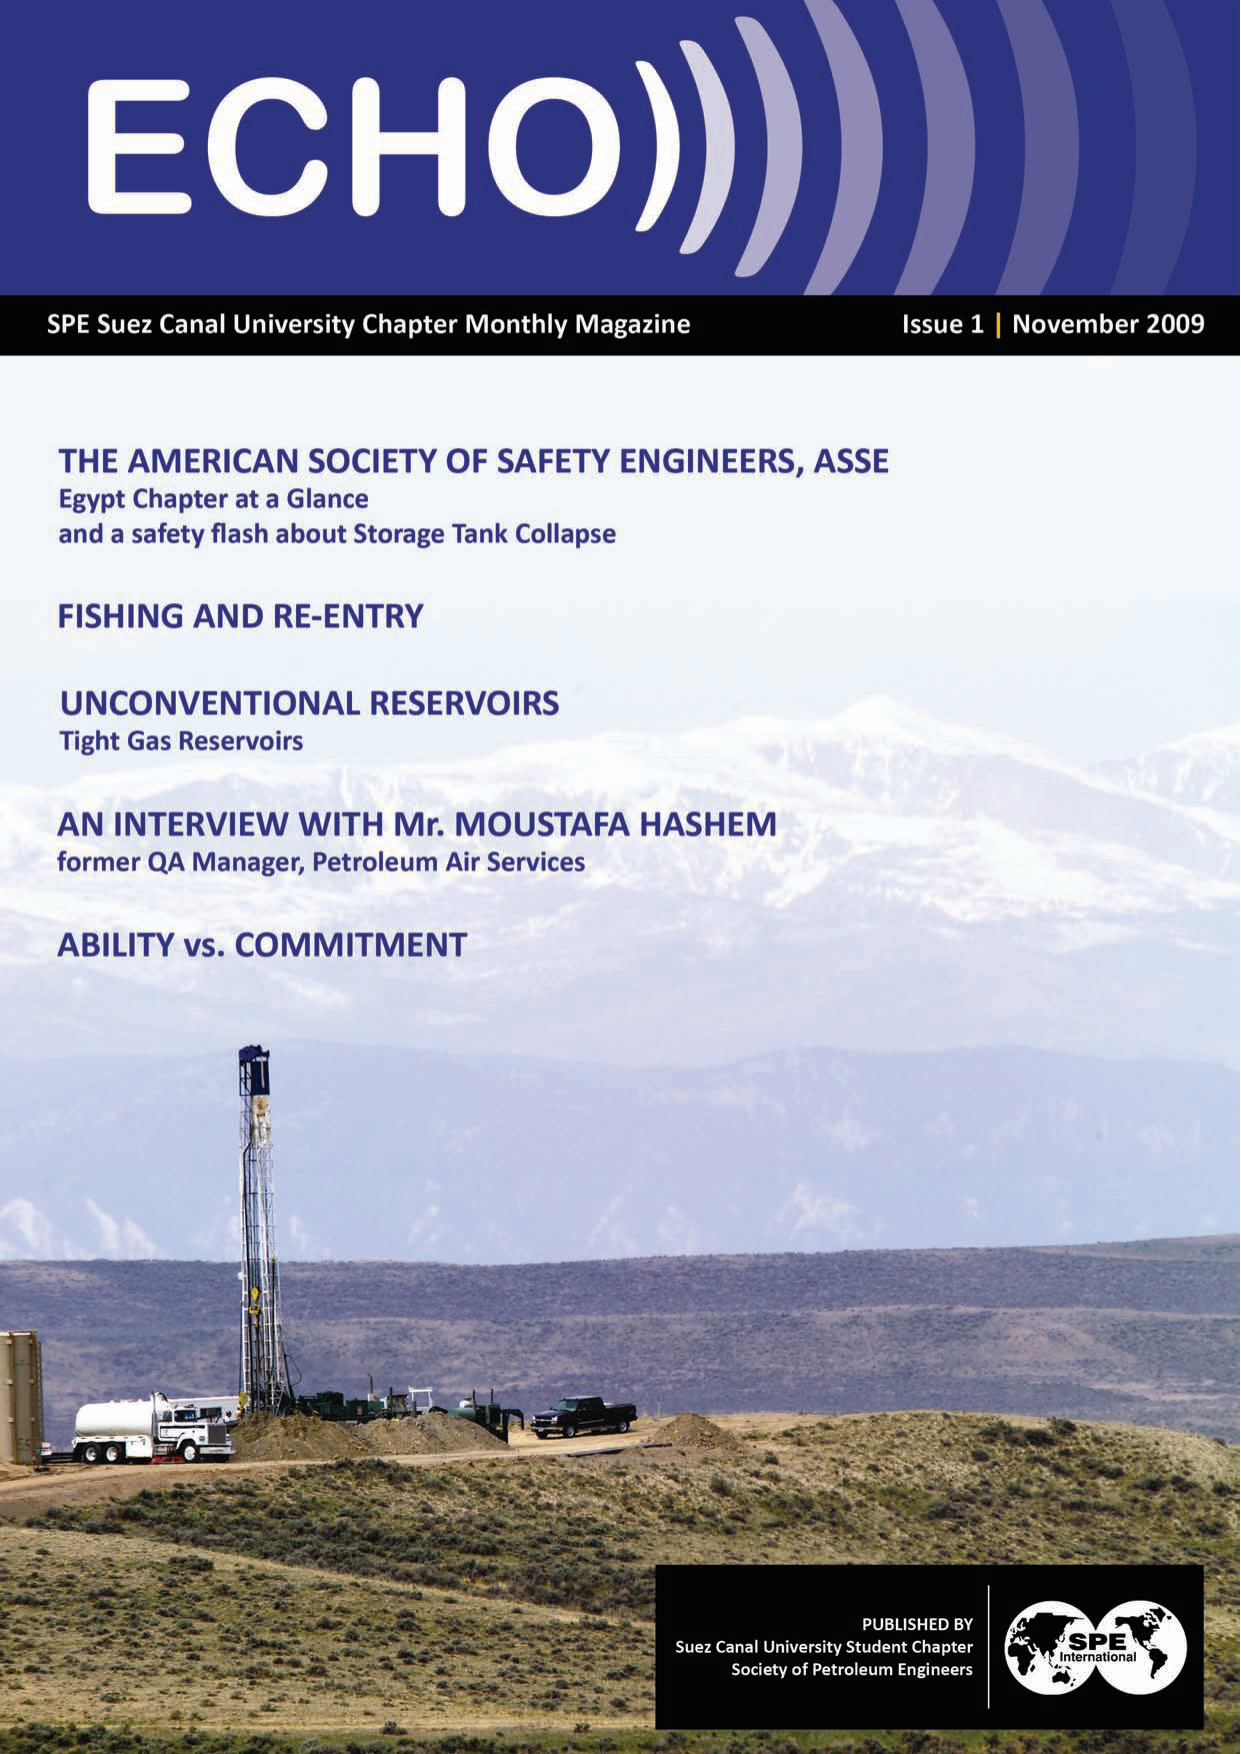 ECHO
SPE Suez Canal University Chapter Monthly Magazine
Issue 1 | November 2009
THE AMERICAN SOCIETY OF SAFETY ENGINEERS, ASSE
Egypt Chapter at a Glance
and a safety flash about Storage Tank Collapse
FISHING AND RE-ENTRY
UNCONVENTIONAL RESERVOIRS
Tight Gas Reservoirs
AN INTERVIEW WITH Mr. MOUSTAFA HASHEM
former QA Manager, Petroleum Air Services
ABILITY vs. COMMITMENT
PUBLISHED BY
Suez Canal University Student Chapter
Society of Petroleum Engineers
SPE
International